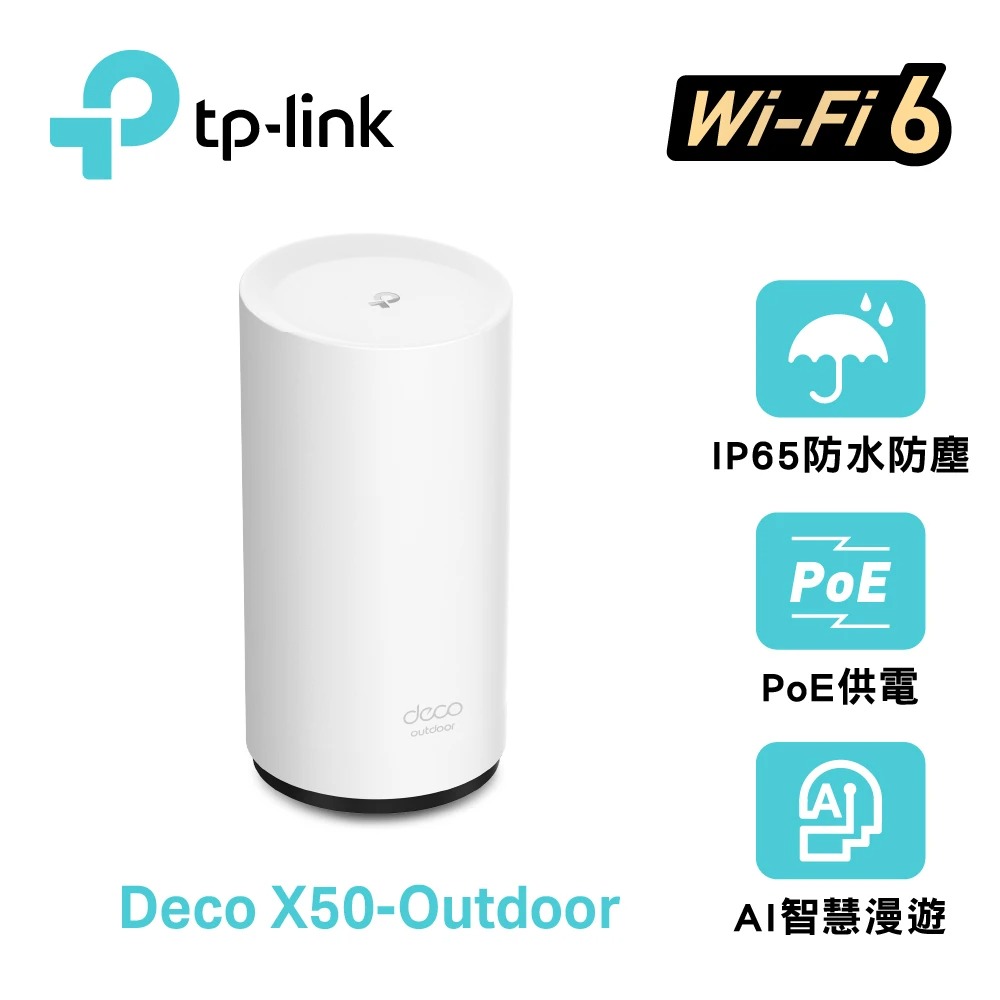 tp-link
Wi-Fi 6
IP65防水防塵
PoE
PoE供電
AI
AI智慧漫遊
deco
outdoor
Deco X50-Outdoor